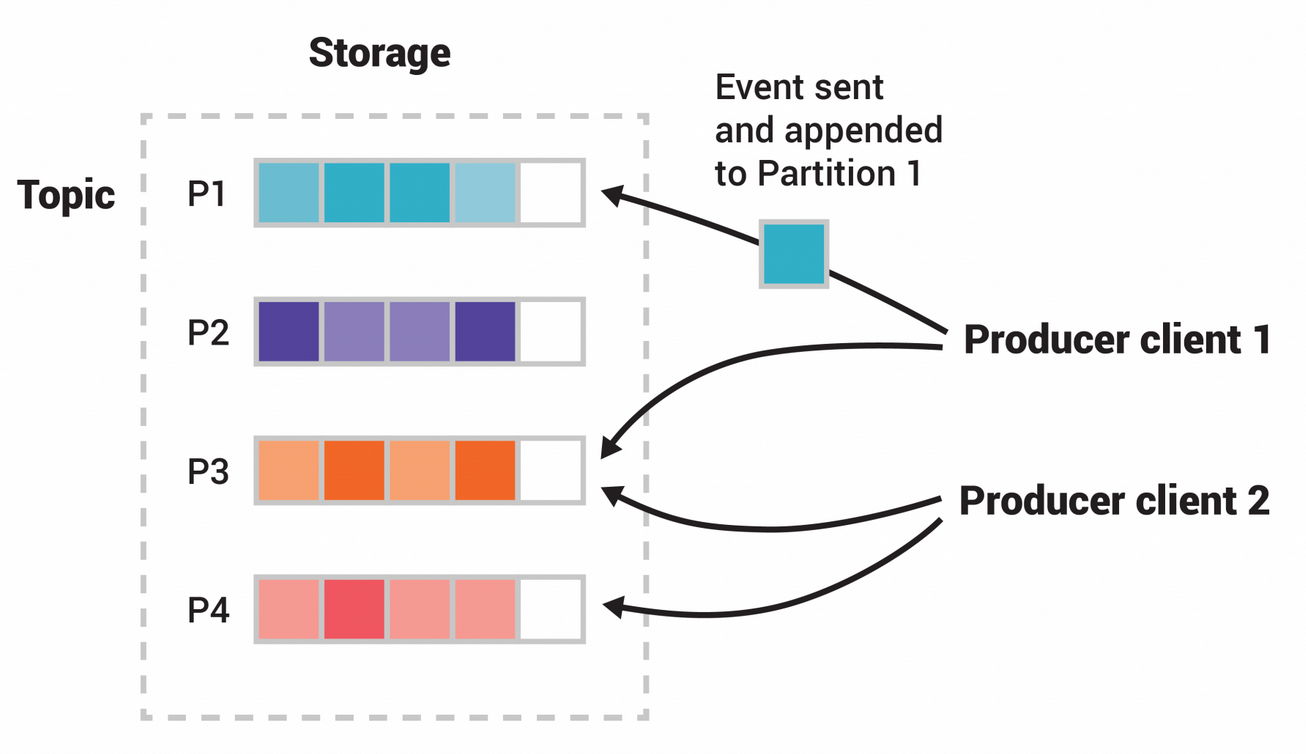 Storage
Event sent
and appended
to Partition 1
Topic
P1
P2
Producer client 1
P3
Producer client 2
P4